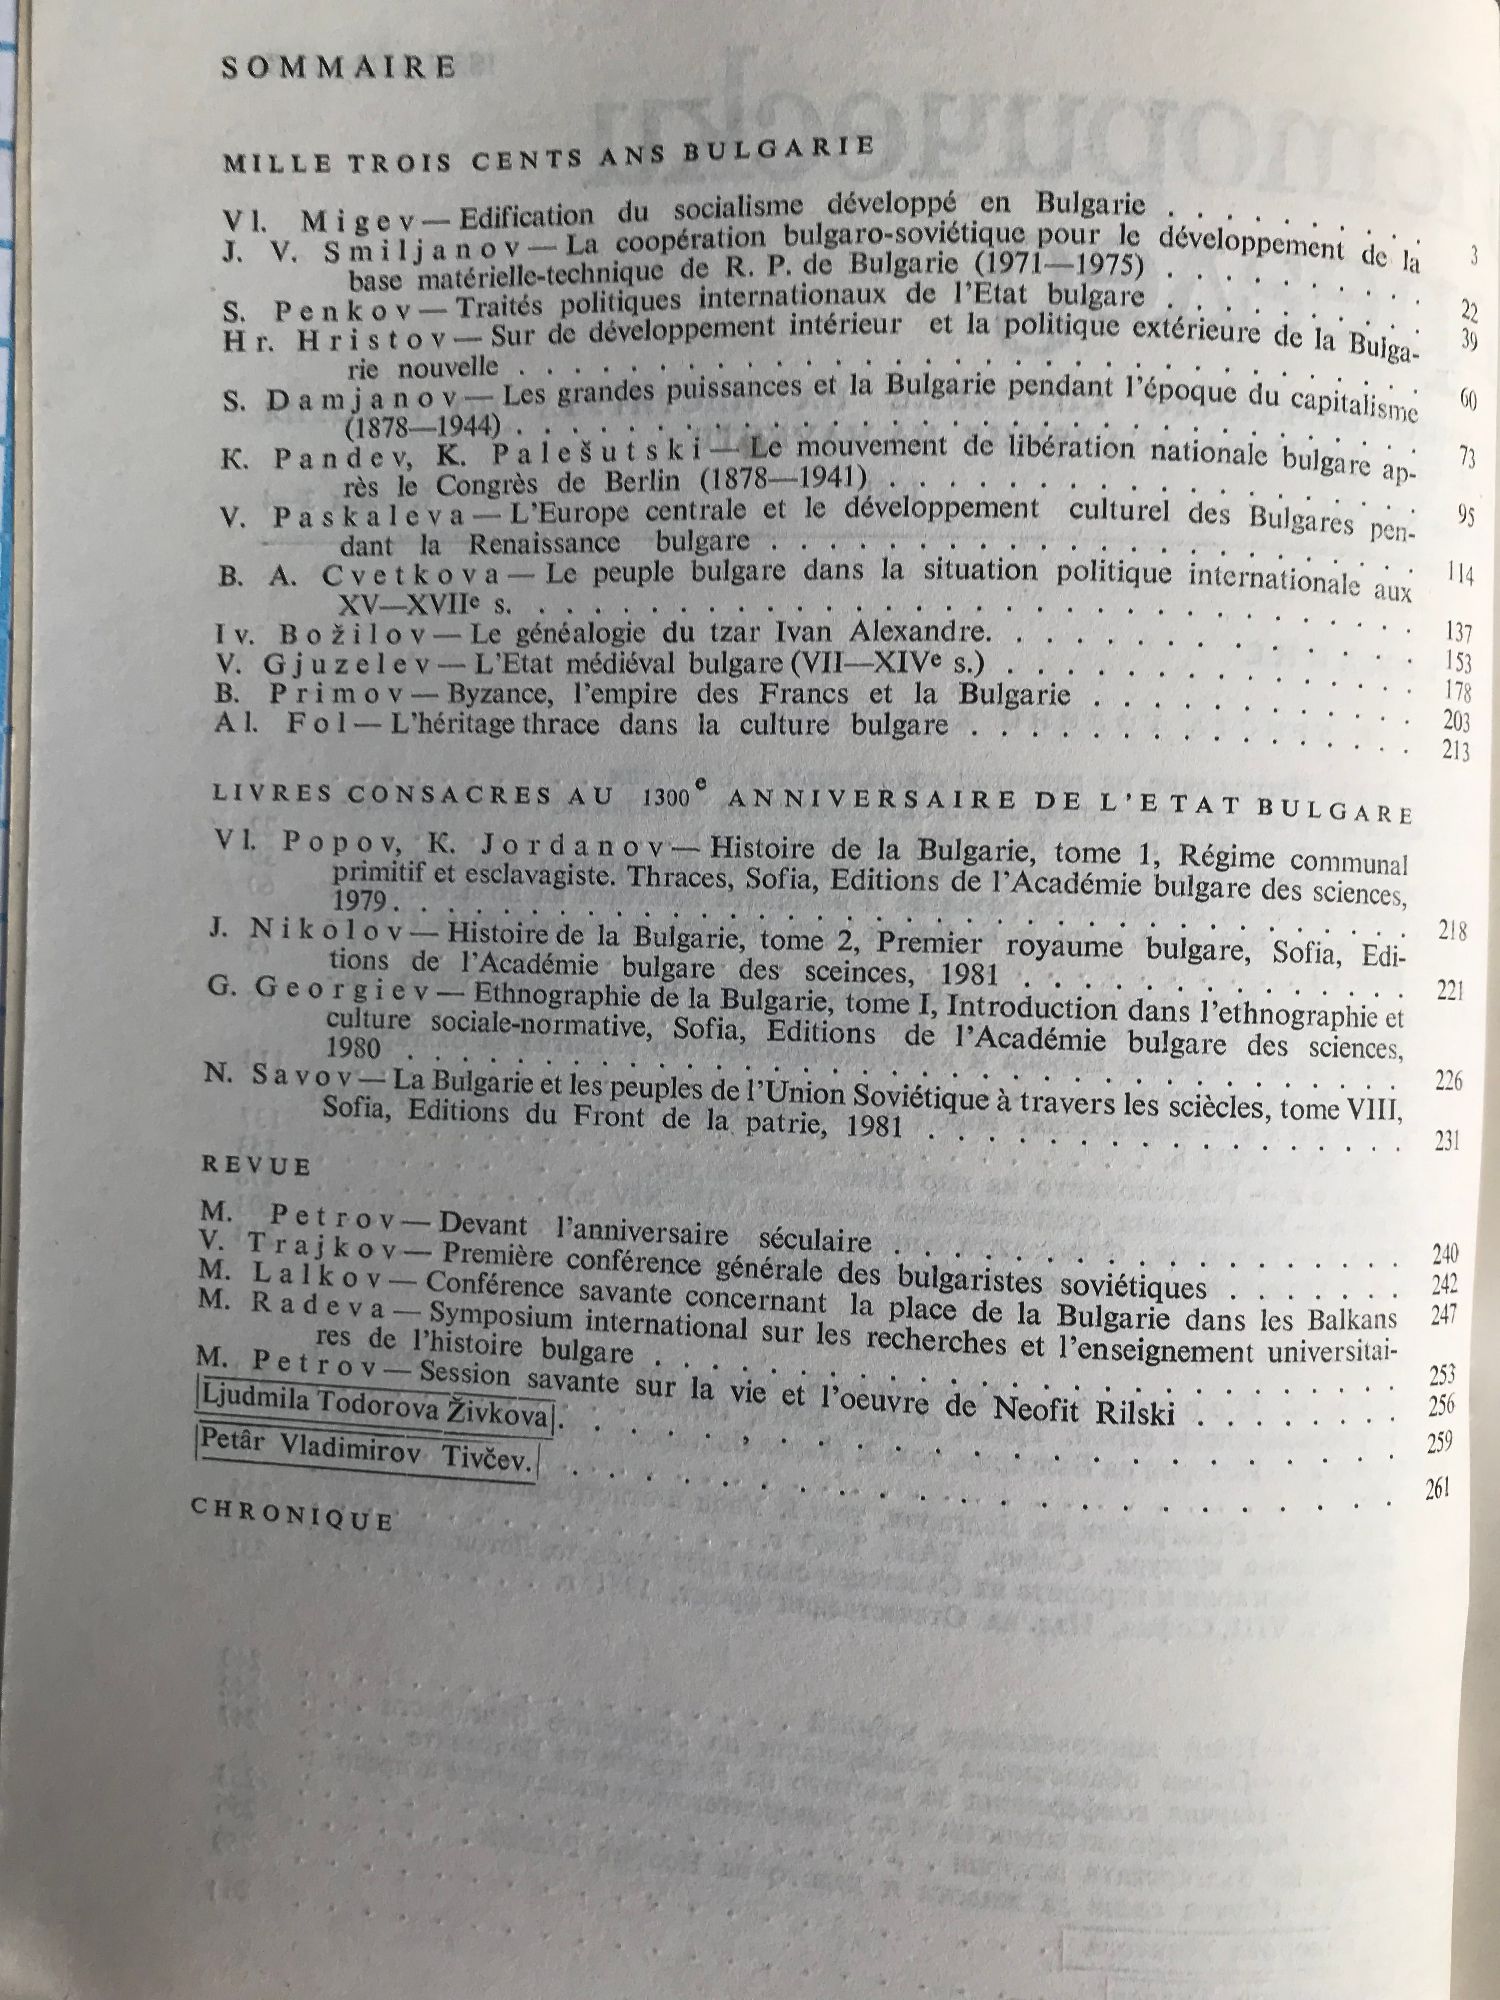 SOMMAIRE
MILLE TROIS CENTS ANS BULGARIE
Vl. Migev — Edification du socialisme développé en Bulgarie . . . . . . . 3
J. V. Smiljanov — La coopération bulgaro-soviétique pour le développement de la
base matérielle-technique de R. P. de Bulgarie (1971—1975) . . . . . . . 22
S. Penkov — Traités politiques internationaux de l'Etat bulgare . . . . . . . 39
Hr. Hristov — Sur de développement intérieur et la politique extérieure de la Bulga-
rie nouvelle . . . . . . . 60
S. Damjanov — Les grandes puissances et la Bulgarie pendant l'époque du capitalisme
(1878—1944) . . . . . . . 73
K. Pandev, K. Palešutski — Le mouvement de libération nationale bulgare ap-
rès le Congrès de Berlin (1878—1941) . . . . . . . 95
V. Paskaleva — L'Europe centrale et le développement culturel des Bulgares pen-
dant la Renaissance bulgare . . . . . . . 114
B. A. Cvetkova — Le peuple bulgare dans la situation politique internationale aux
XV—XVIIe s. . . . . . . . 137
Iv. Božilov — Le généalogie du tzar Ivan Alexandre. . . . . . . 153
V. Gjuzelev — L'Etat médiéval bulgare (VII—XIVe s.) . . . . . . . 178
B. Primov — Byzance, l'empire des Francs et la Bulgarie . . . . . . . 203
Al. Fol — L'héritage thrace dans la culture bulgare . . . . . . . 213
LIVRES CONSACRES AU 1300e ANNIVERSAIRE DE L'ETAT BULGARE
Vl. Popov, K. Jordanov — Histoire de la Bulgarie, tome 1, Régime communal
primitif et esclavagiste. Thraces, Sofia, Editions de l'Académie bulgare des sciences,
1979. . . . . . . 218
J. Nikolov — Histoire de la Bulgarie, tome 2, Premier royaume bulgare, Sofia, Edi-
tions de l'Académie bulgare des sceinces, 1981 . . . . . . . 221
G. Georgiev — Ethnographie de la Bulgarie, tome I, Introduction dans l'ethnographie et
culture sociale-normative, Sofia, Editions de l'Académie bulgare des sciences,
1980 . . . . . . . 226
N. Savov — La Bulgarie et les peuples de l'Union Soviétique à travers les sciècles, tome VIII,
Sofia, Editions du Front de la patrie, 1981 . . . . . . . 231
REVUE
M. Petrov — Devant l'anniversaire séculaire . . . . . . . 240
V. Trajkov — Première conférence générale des bulgaristes soviétiques . . . . . . . 242
M. Lalkov — Conférence savante concernant la place de la Bulgarie dans les Balkans 247
M. Radeva — Symposium international sur les recherches et l'enseignement universitai-
res de l'histoire bulgare . . . . . . . 253
M. Petrov — Session savante sur la vie et l'oeuvre de Neofit Rilski . . . . . . . 256
Ljudmila Todorova Živkova . . . . . . . 259
Petâr Vladimirov Tivčev. . . . . . . 261
CHRONIQUE